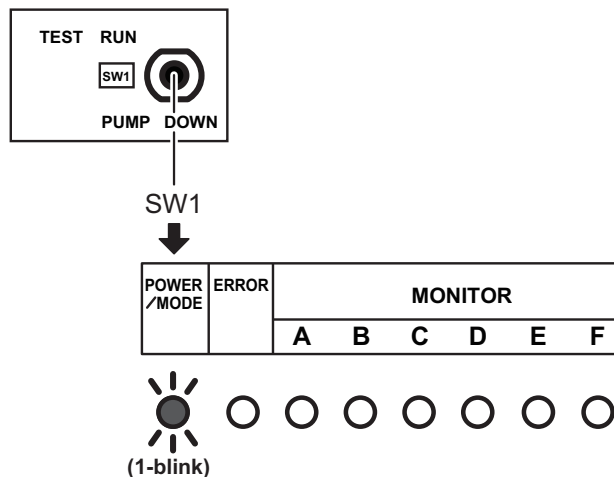 TEST RUN
SW1
PUMP DOWN
SW1
POWER
/MODE
ERROR
MONITOR
A B C D E F
(1-blink)